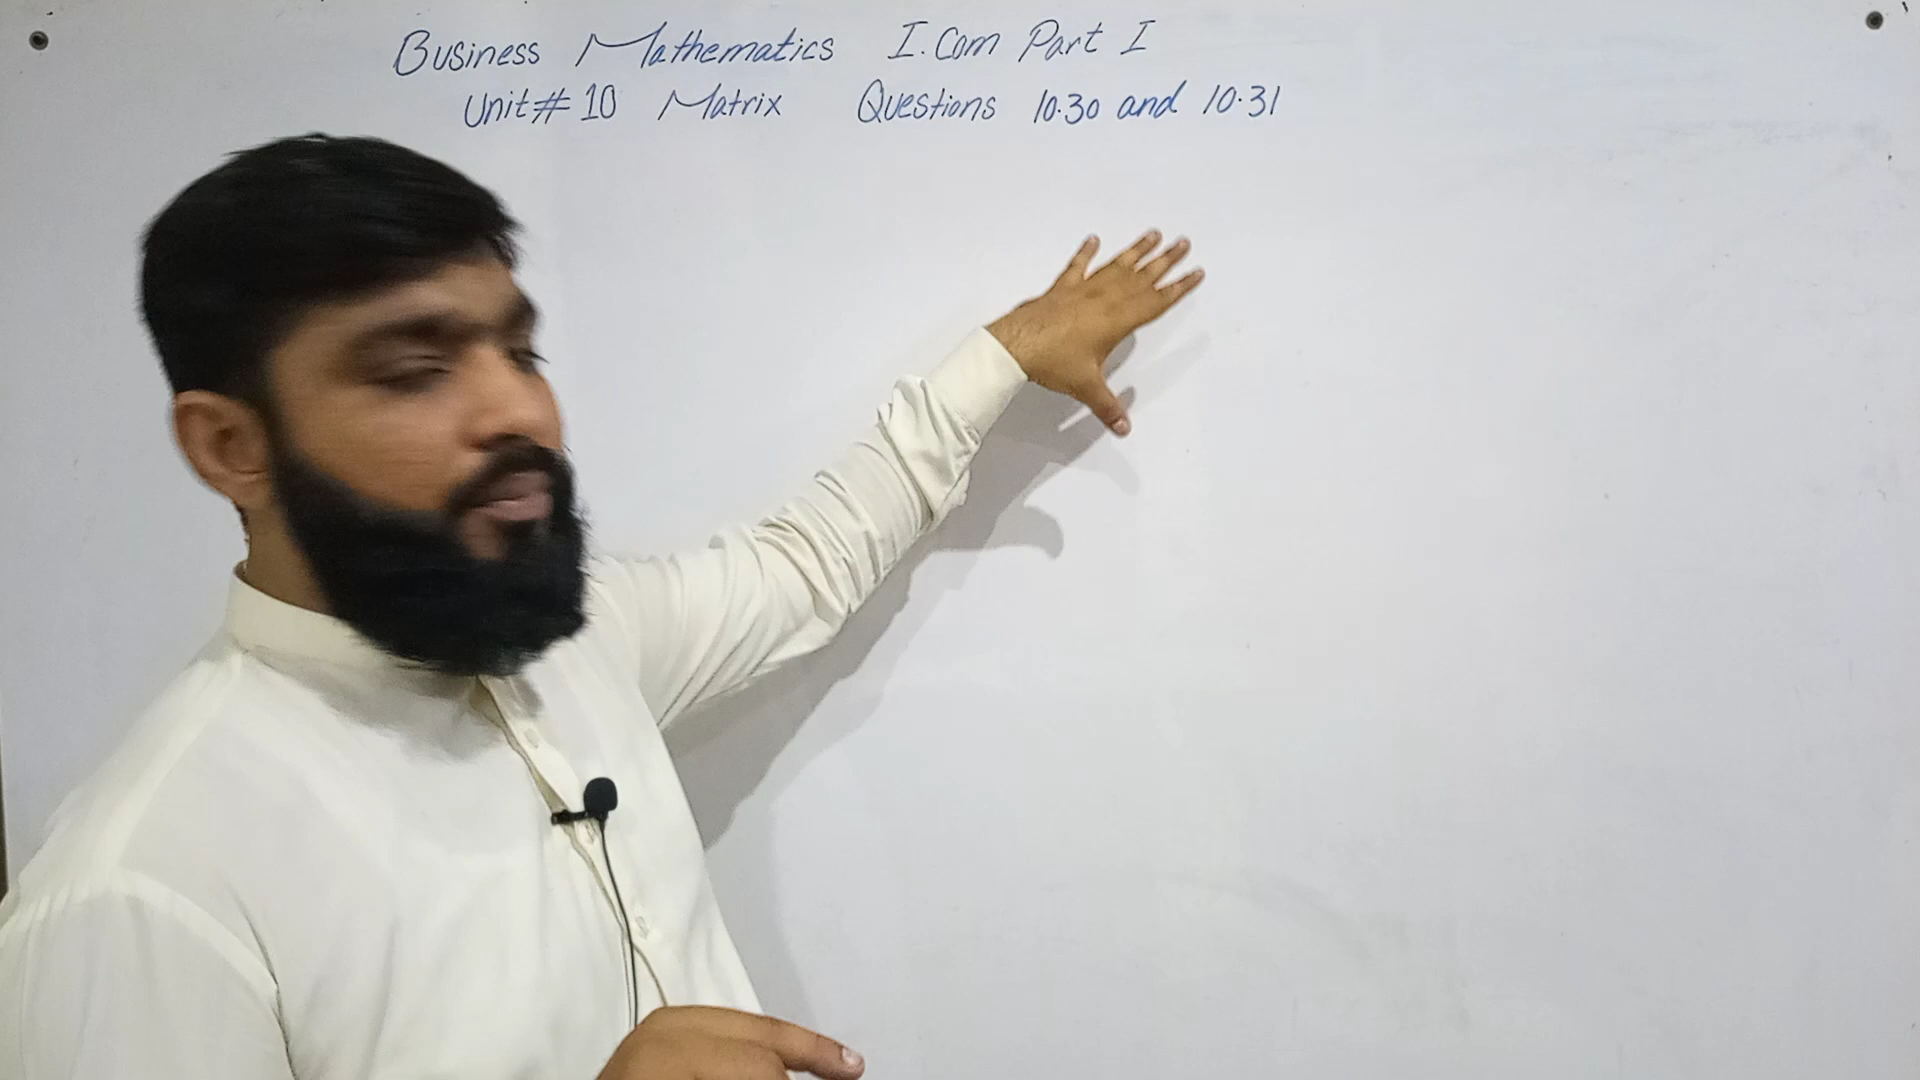 Business Mathematics I.Com Part I
Unit# 10 Matrix Questions 10.30 and 10.31